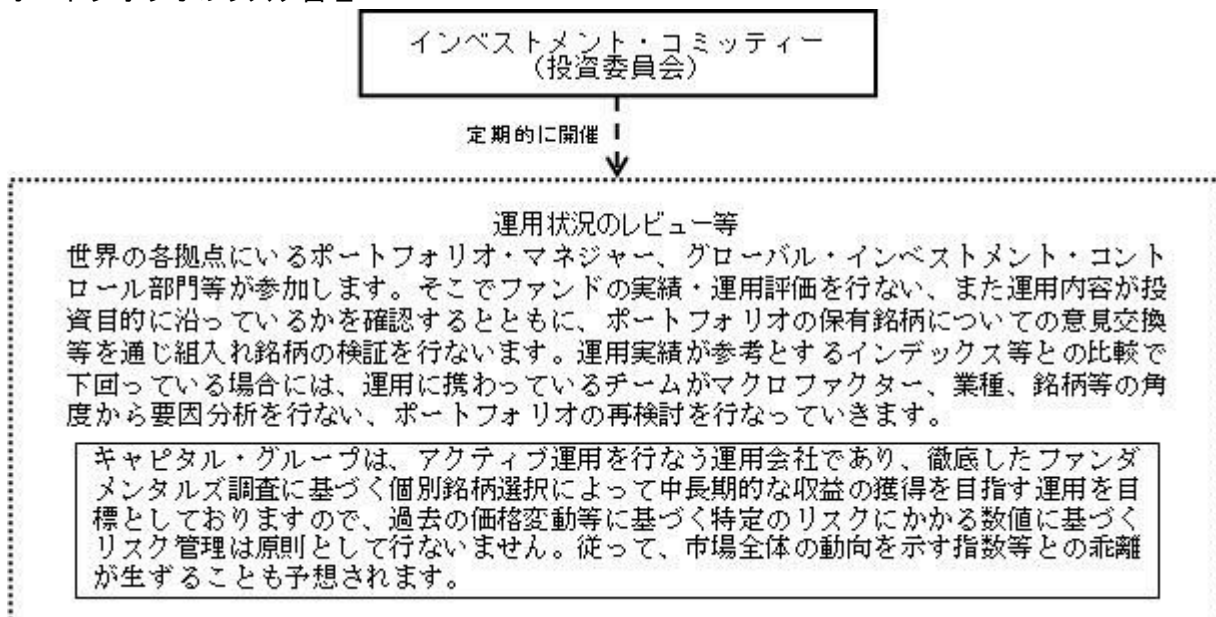 インベストメント・コミッティー
（投資委員会）
定期的に開催
運用状況のレビュー等
世界の各拠点にいるポートフォリオ・マネジャー、グローバル・インベストメント・コント
ロール部門等が参加します。そこでファンドの実績・運用評価を行ない、また運用内容が投
資目的に沿っているかを確認するとともに、ポートフォリオの保有銘柄についての意見交換
等を通じ組入れ銘柄の検証を行ないます。運用実績が参考とするインデックス等との比較で
下回っている場合には、運用に携わっているチームがマクロファクター、業種、銘柄等の角
度から要因分析を行ない、ポートフォリオの再検討を行なっていきます。
キャピタル・グループは、アクティブ運用を行なう運用会社であり、徹底したファンダ
メンタルズ調査に基づく個別銘柄選択によって中長期的な収益の獲得を目指す運用を目
標としておりますので、過去の価格変動等に基づく特定のリスクにかかる数値に基づく
リスク管理は原則として行ないません。従って、市場全体の動向を示す指数等との乖離
が生ずることも予想されます。